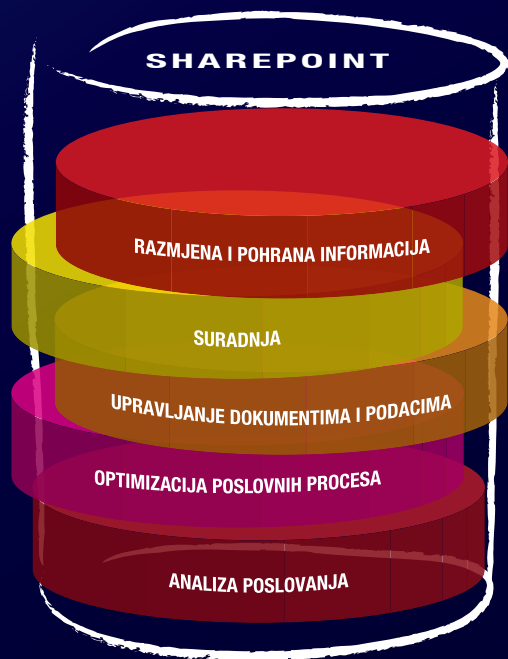 SHAREPOINT
RAZMJENA I POHRANA INFORMACIJA
SURADNJA
UPRAVLJANJE DOKUMENTIMA I PODACIMA
OPTIMIZACIJA POSLOVNIH PROCESA
ANALIZA POSLOVANJA